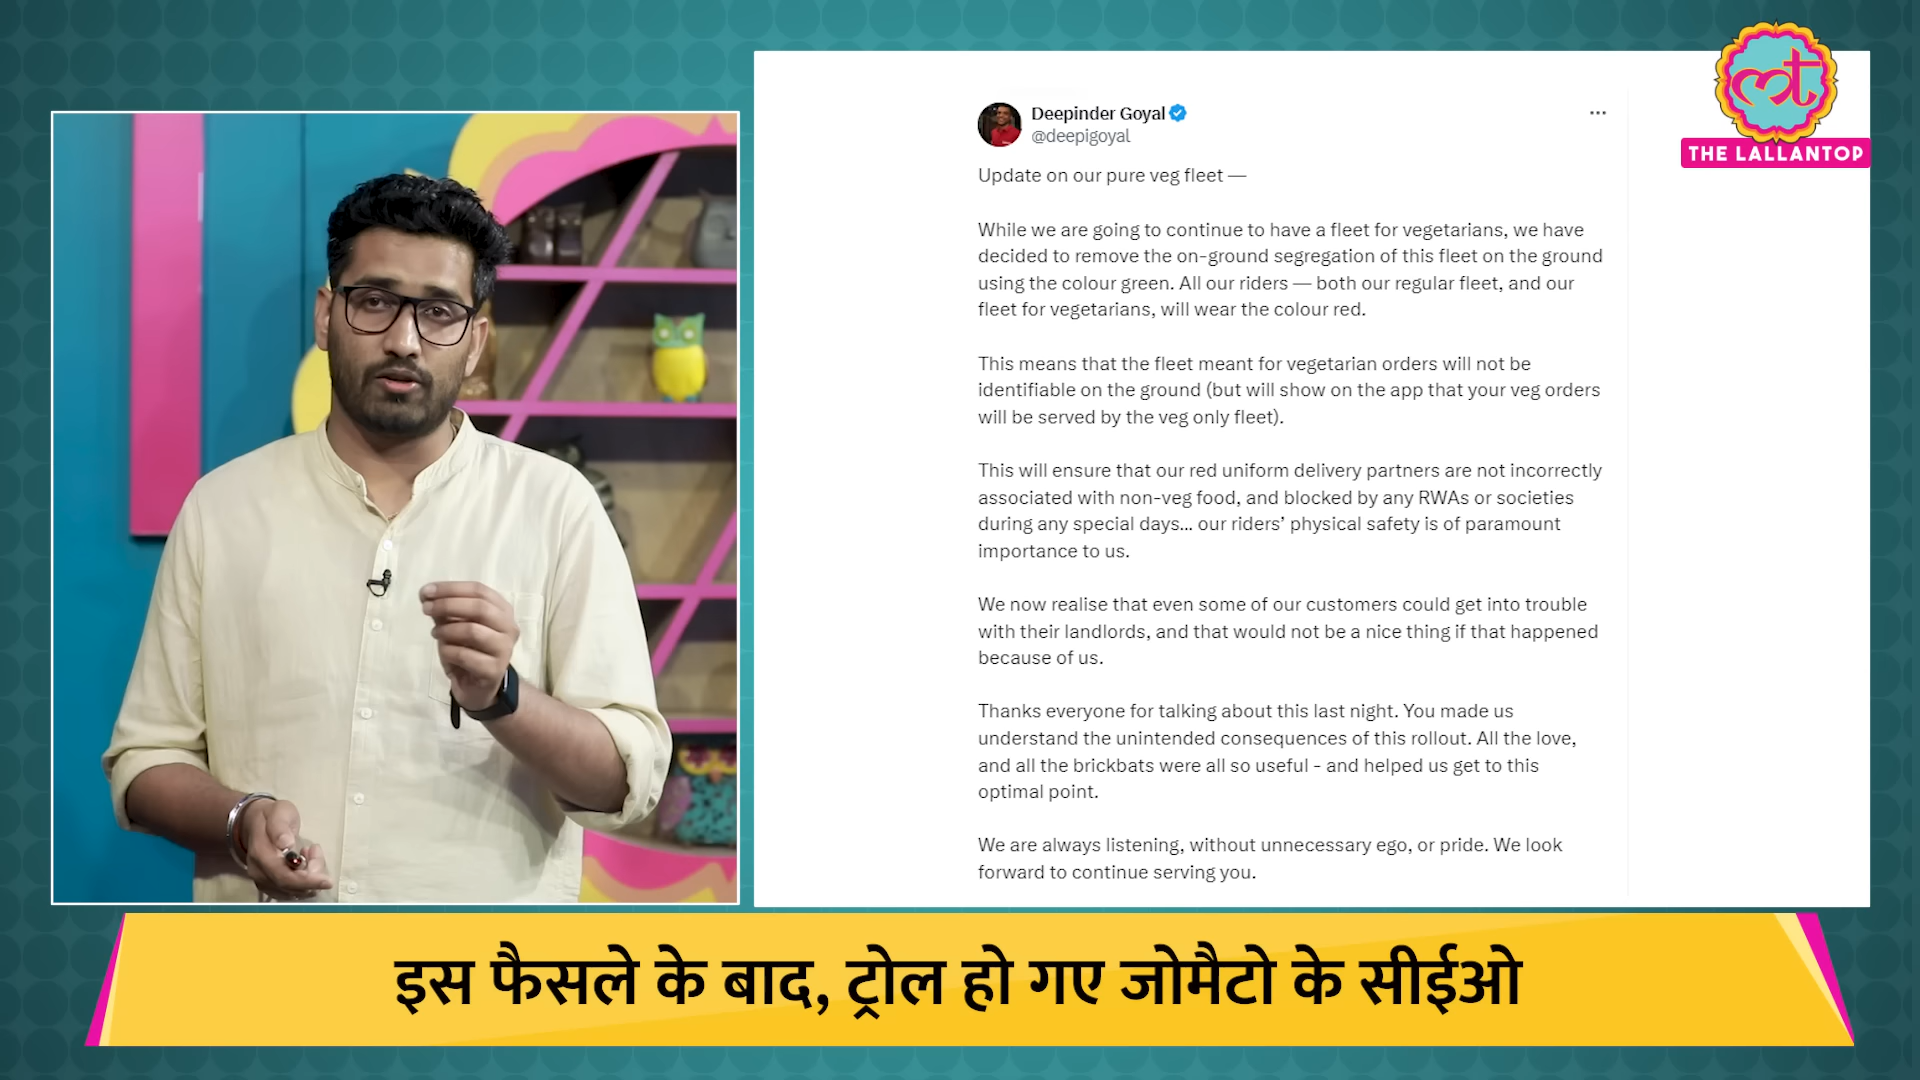 Deepinder Goyal
@deepigoyal
Update on our pure veg fleet —
While we are going to continue to have a fleet for vegetarians, we have
decided to remove the on-ground segregation of this fleet on the ground
using the colour green. All our riders — both our regular fleet, and our
fleet for vegetarians, will wear the colour red.
This means that the fleet meant for vegetarian orders will not be
identifiable on the ground (but will show on the app that your veg orders
will be served by the veg only fleet).
This will ensure that our red uniform delivery partners are not incorrectly
associated with non-veg food, and blocked by any RWAs or societies
during any special days... our riders’ physical safety is of paramount
importance to us.
We now realise that even some of our customers could get into trouble
with their landlords, and that would not be a nice thing if that happened
because of us.
Thanks everyone for talking about this last night. You made us
understand the unintended consequences of this rollout. All the love,
and all the brickbats were all so useful - and helped us get to this
optimal point.
We are always listening, without unnecessary ego, or pride. We look
forward to continue serving you.
THE LALLANTOP
इस फैसले के बाद, ट्रोल हो गए जोमैटो के सीईओ